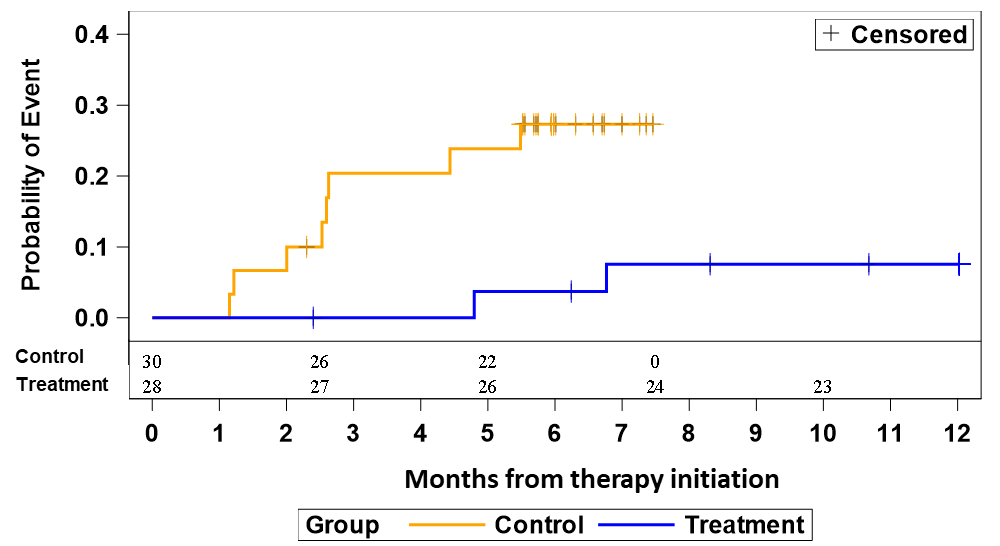 0.4
+ Censored
0.3
0.2
0.1
0.0
Probability of Event
Control 30 26 22 0
Treatment 28 27 26 24 23
0 1 2 3 4 5 6 7 8 9 10 11 12
Months from therapy initiation
Group Control Treatment